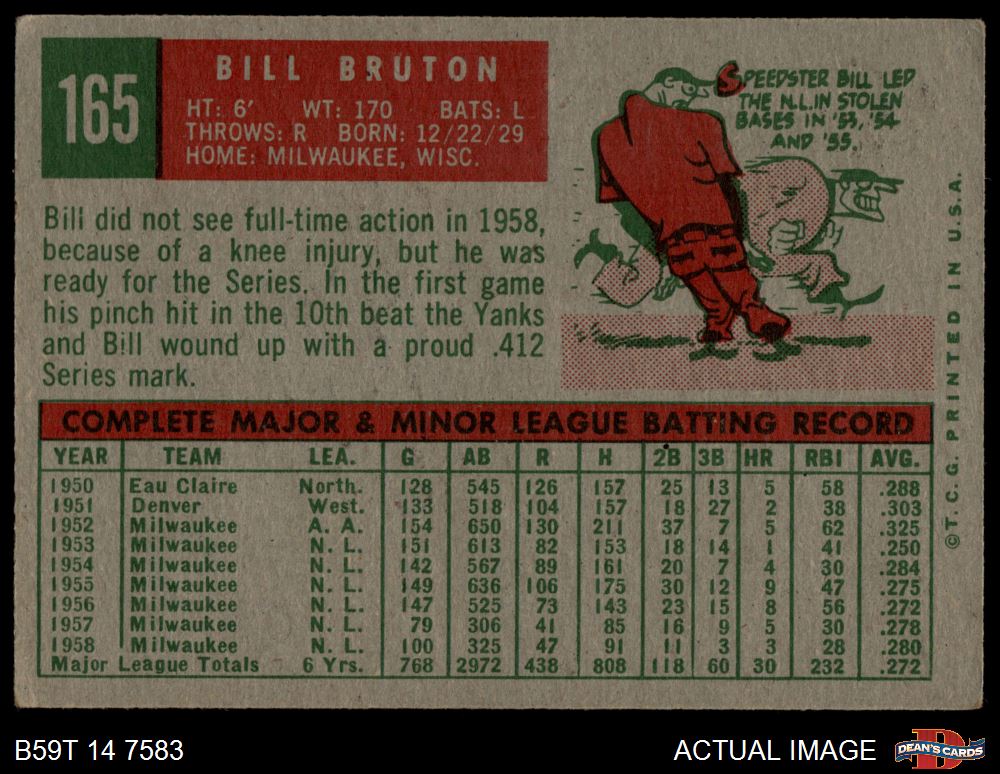 165
BILL BRUTON
HT: 6' WT: 170 BATS: L
THROWS: R BORN: 12/22/29
HOME: MILWAUKEE, WISC.
SPEEDSTER BILL LED
THE N.L. IN STOLEN
BASES IN '53, '54
AND '55.
Bill did not see full-time action in 1958,
because of a knee injury, but he was
ready for the Series. In the first game
his pinch hit in the 10th beat the Yanks
and Bill wound up with a proud .412
Series mark.
COMPLETE MAJOR & MINOR LEAGUE BATTING RECORD
YEAR TEAM LEA. G AB R H 2B 3B HR RBI AVG.
1950 Eau Claire North. 128 545 126 157 25 13 5 58 .288
1951 Denver West. 133 518 104 157 18 27 2 38 .303
1952 Milwaukee A. A. 154 650 130 211 37 7 5 62 .325
1953 Milwaukee N. L. 151 613 82 153 18 14 1 41 .250
1954 Milwaukee N. L. 142 567 89 161 20 7 4 30 .284
1955 Milwaukee N. L. 149 636 106 175 30 12 9 47 .275
1956 Milwaukee N. L. 147 525 73 143 23 15 8 56 .272
1957 Milwaukee N. L. 79 306 41 85 16 9 5 30 .278
1958 Milwaukee N. L. 100 325 47 91 11 3 3 28 .280
Major League Totals 6 Yrs. 768 2972 438 808 118 60 30 232 .272
©T. C. G. PRINTED IN U.S.A.
B59T 14 7583
ACTUAL IMAGE
D
DEAN'S CARDS